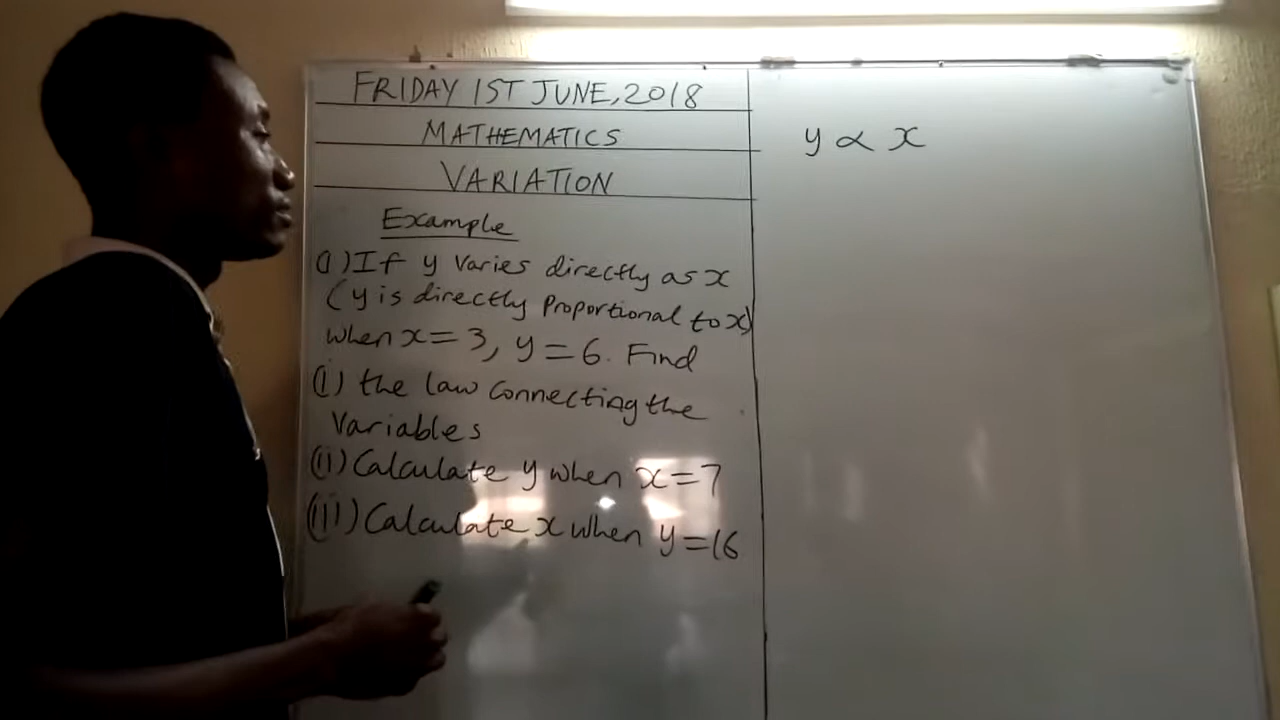 FRIDAY 1ST JUNE, 2018
MATHEMATICS
VARIATION
Example
(1) If y varies directly as x
(y is directly proportional to x)
when x = 3, y = 6. Find
(i) the law connecting the
variables
(ii) Calculate y when x = 7
(iii) Calculate x when y = 16
y ∝ x